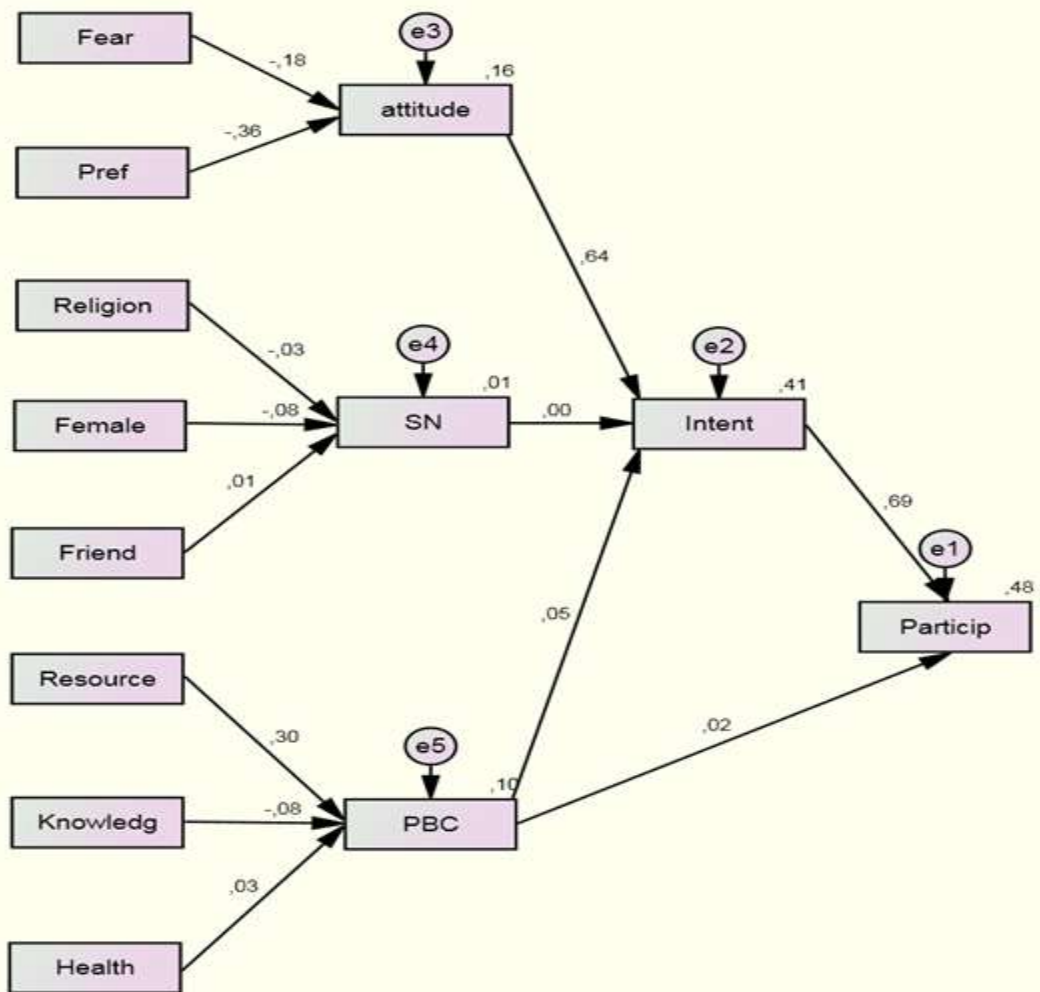 Fear
e3
-,18
,16
attitude
-,36
Pref
,64
Religion
-,03
e4
e2
,01
,41
Female
-,08
SN
,00
Intent
,01
,69
Friend
e1
,48
,05
Particip
Resource
,30
e5
,02
,10
Knowledg
-,08
PBC
,03
Health